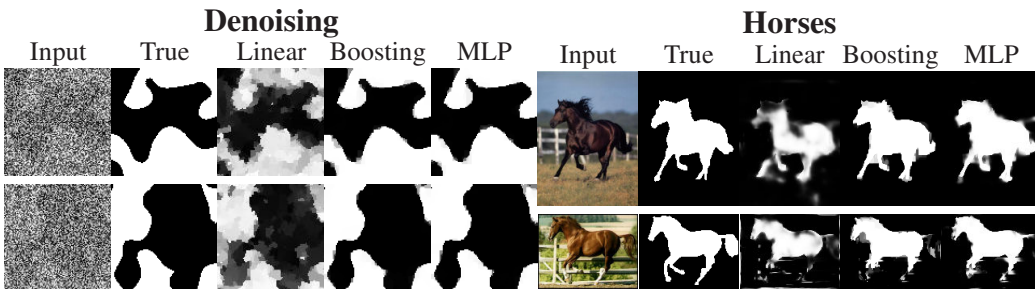 Denoising
Input True Linear Boosting MLP
Horses
Input True Linear Boosting MLP